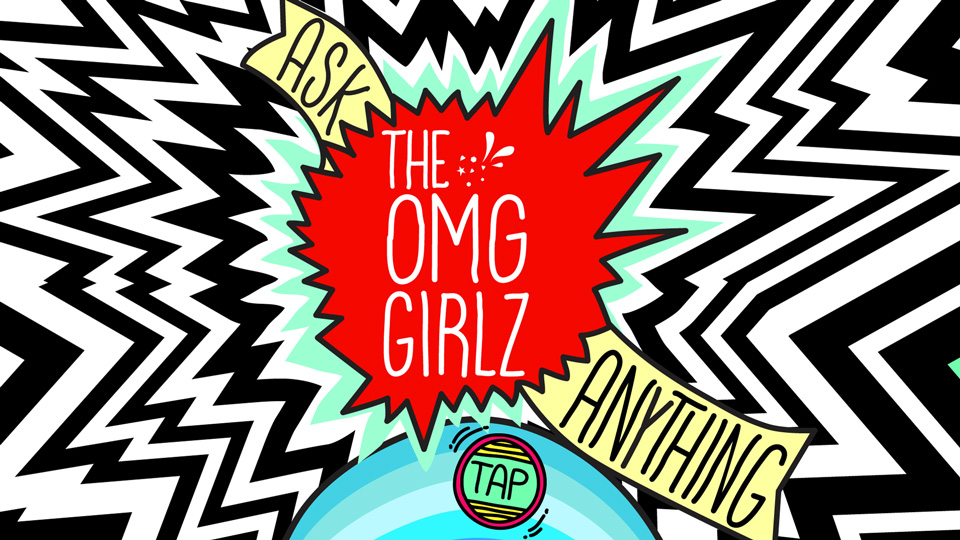 ASK
THE
OMG
GIRLZ
ANYTHING
TAP